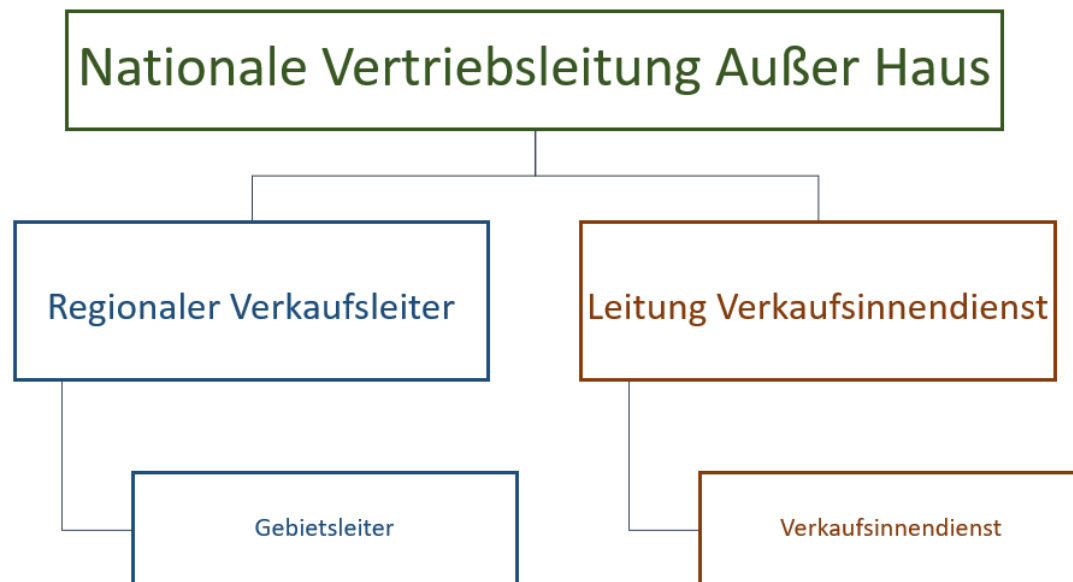 Nationale Vertriebsleitung Außer Haus
Regionaler Verkaufsleiter
Leitung Verkaufsinnendienst
Gebietsleiter
Verkaufsinnendienst